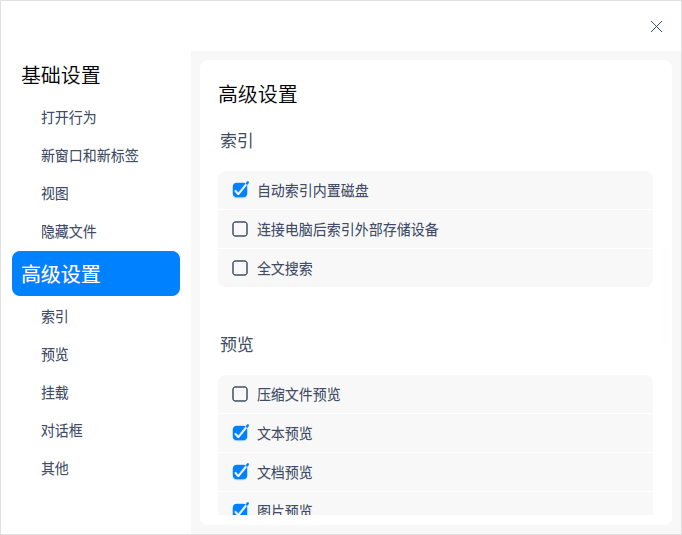 基础设置
打开行为
新窗口和新标签
视图
隐藏文件
高级设置
索引
预览
挂载
对话框
其他
高级设置
索引
自动索引内置磁盘
连接电脑后索引外部存储设备
全文搜索
预览
压缩文件预览
文本预览
文档预览
图片预览